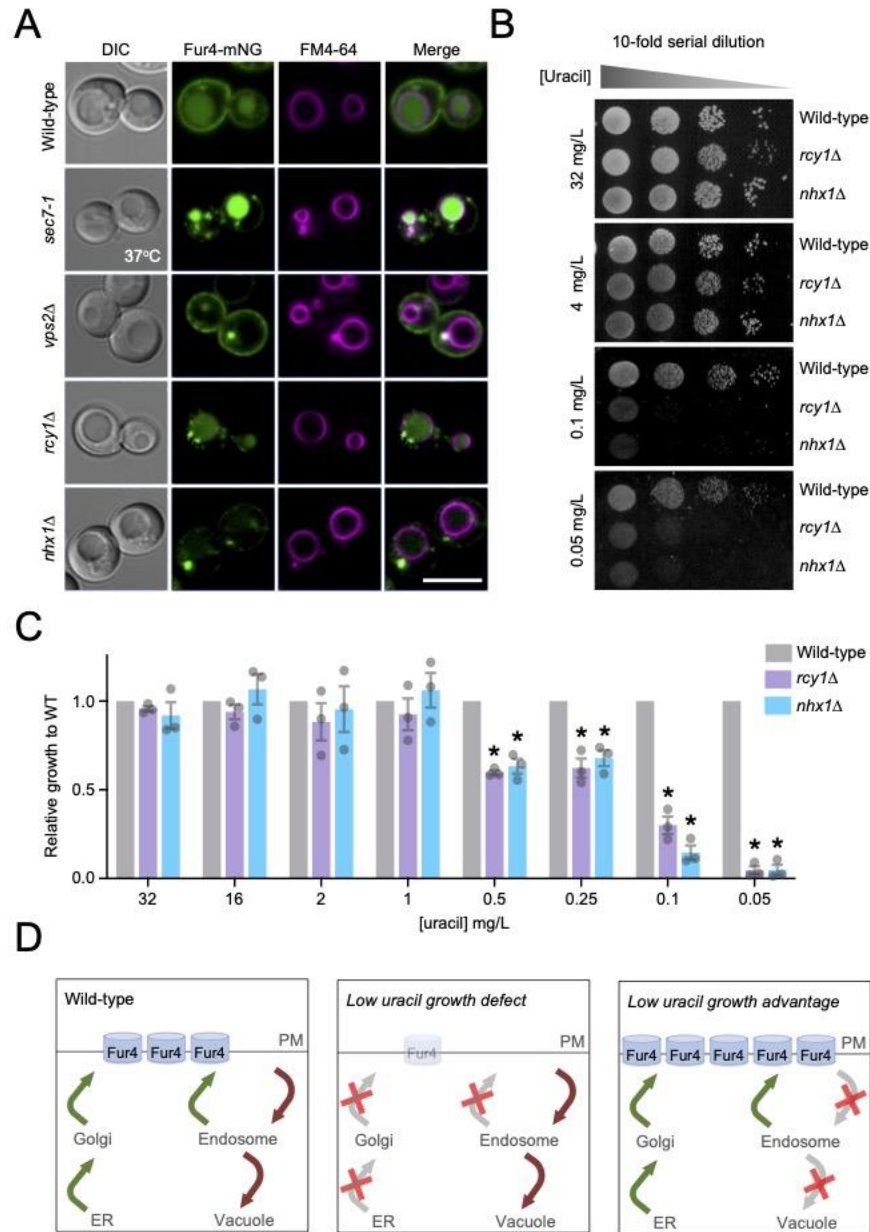 A
DIC Fur4-mNG FM4-64 Merge
Wild-type
sec7-1
37°C
vps2Δ
rcy1Δ
nhx1Δ
B
10-fold serial dilution
[Uracil]
32 mg/L
Wild-type
rcy1Δ
nhx1Δ
4 mg/L
Wild-type
rcy1Δ
nhx1Δ
0.1 mg/L
Wild-type
rcy1Δ
nhx1Δ
0.05 mg/L
Wild-type
rcy1Δ
nhx1Δ
C
Relative growth to WT
1.0
0.5
0.0
* * * * * * * *
32 16 2 1 0.5 0.25 0.1 0.05
[uracil] mg/L
Wild-type
rcy1Δ
nhx1Δ
D
Wild-type
PM
Fur4 Fur4 Fur4
Golgi Endosome
ER Vacuole
Low uracil growth defect
PM
Fur4
Golgi Endosome
ER Vacuole
Low uracil growth advantage
PM
Fur4 Fur4 Fur4 Fur4 Fur4
Golgi Endosome
ER Vacuole